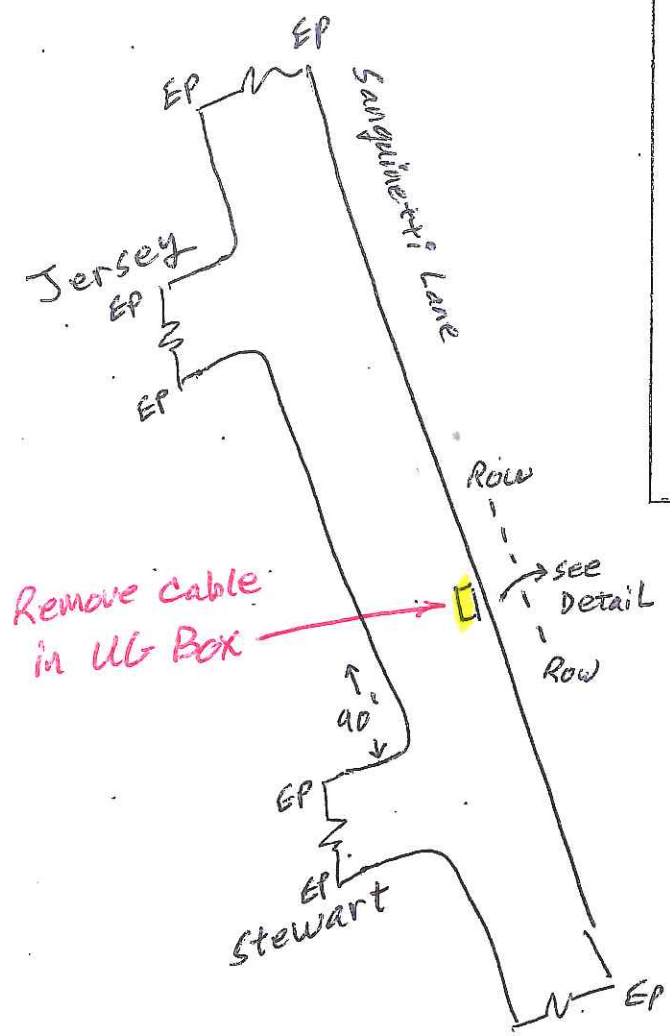 EP
EP
Sanguinetti Lane
Jersey
EP
EP
Row
see
Detail
Remove cable
in UG Box
Row
90'
EP
EP
Stewart
EP